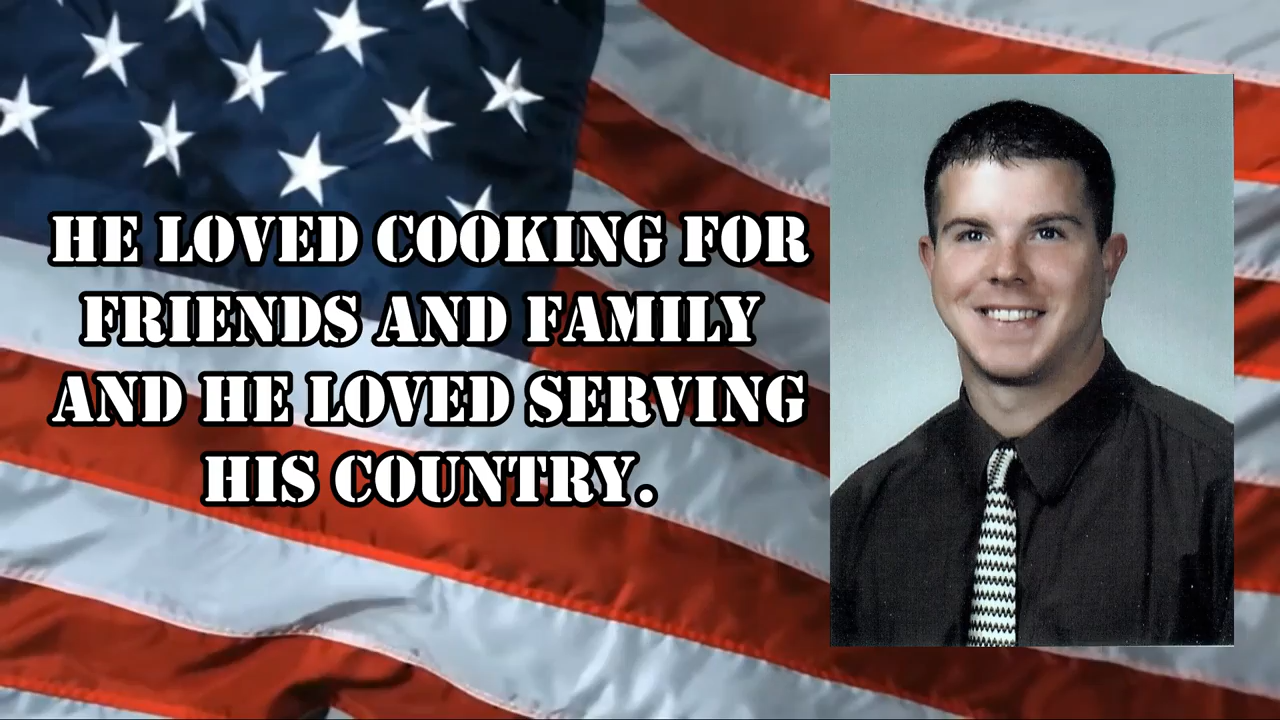 HE LOVED COOKING FOR
FRIENDS AND FAMILY
AND HE LOVED SERVING
HIS COUNTRY.